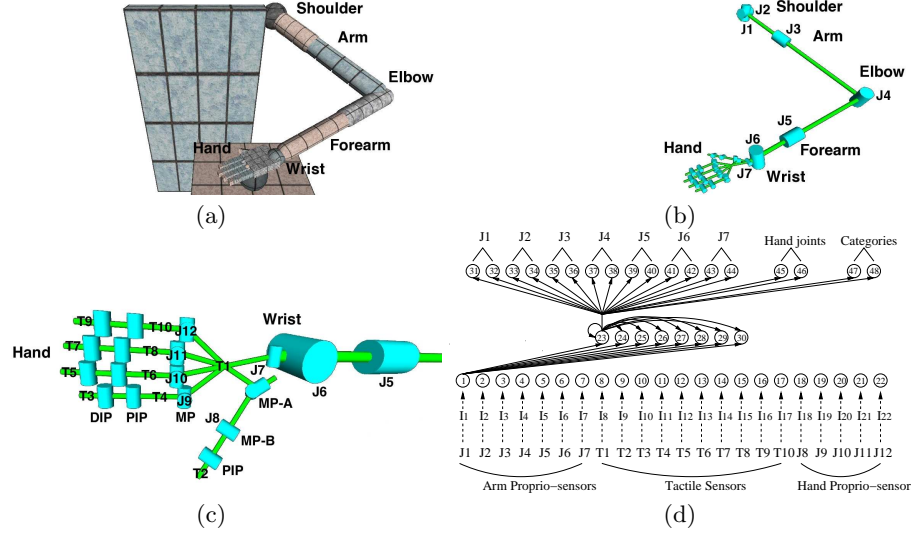 Shoulder
Arm
Elbow
Hand
Forearm
Wrist
(a)
J2 Shoulder
J1 J3
Arm
Elbow
J4
J5
J6
Hand
Forearm
J7
Wrist
(b)
T9 T10 J12
Wrist
Hand T7 T8 J11
T1 J7
T5 T6 J10
J6 J5
T3 T4 J9
DIP PIP MP
MP-A
J8
MP-B
T2 PIP
(c)
J1 J2 J3 J4 J5 J6 J7 Hand joints Categories
31 32 33 34 35 36 37 38 39 40 41 42 43 44 45 46 47 48
23 24 25 26 27 28 29 30
1 2 3 4 5 6 7 8 9 10 11 12 13 14 15 16 17 18 19 20 21 22
I1 I2 I3 I4 I5 I6 I7 I8 I9 I10 I11 I12 I13 I14 I15 I16 I17 I18 I19 I20 I21 I22
J1 J2 J3 J4 J5 J6 J7 T1 T2 T3 T4 T5 T6 T7 T8 T9 T10 J8 J9 J10 J11 J12
Arm Proprio-sensors Tactile Sensors Hand Proprio-sensor
(d)